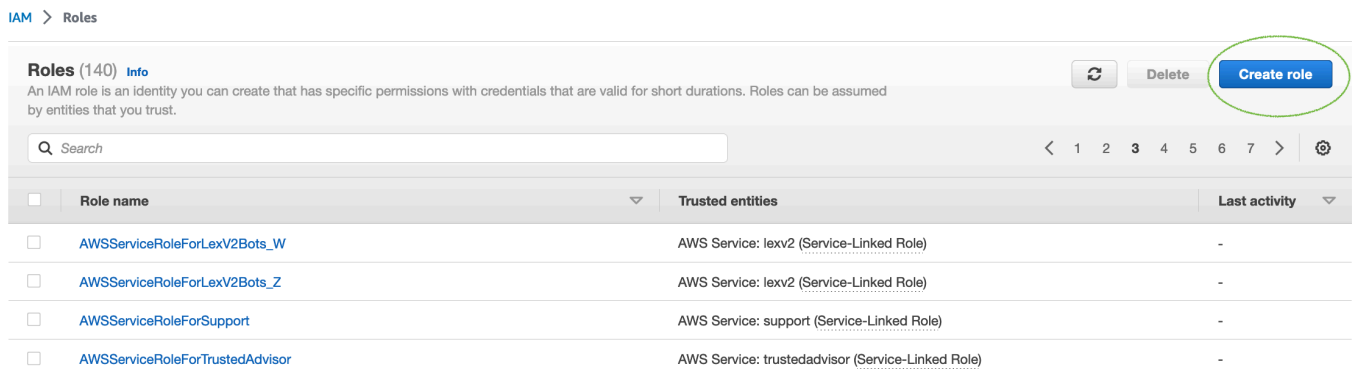 IAM > Roles
Roles (140) Info
Delete
Create role
An IAM role is an identity you can create that has specific permissions with credentials that are valid for short durations. Roles can be assumed
by entities that you trust.
Search
< 1 2 3 4 5 6 7 >
Role name Trusted entities Last activity
AWSServiceRoleForLexV2Bots_W AWS Service: lexv2 (Service-Linked Role) -
AWSServiceRoleForLexV2Bots_Z AWS Service: lexv2 (Service-Linked Role) -
AWSServiceRoleForSupport AWS Service: support (Service-Linked Role) -
AWSServiceRoleForTrustedAdvisor AWS Service: trustedadvisor (Service-Linked Role) -